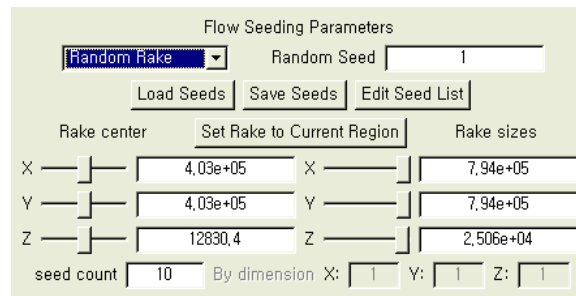 Flow Seeding Parameters
Random Rake Random Seed 1
Load Seeds Save Seeds Edit Seed List
Rake center Set Rake to Current Region Rake sizes
X 4,03e+05 X 7,94e+05
Y 4,03e+05 Y 7,94e+05
Z 12830,4 Z 2,506e+04
seed count 10 By dimension X: 1 Y: 1 Z: 1